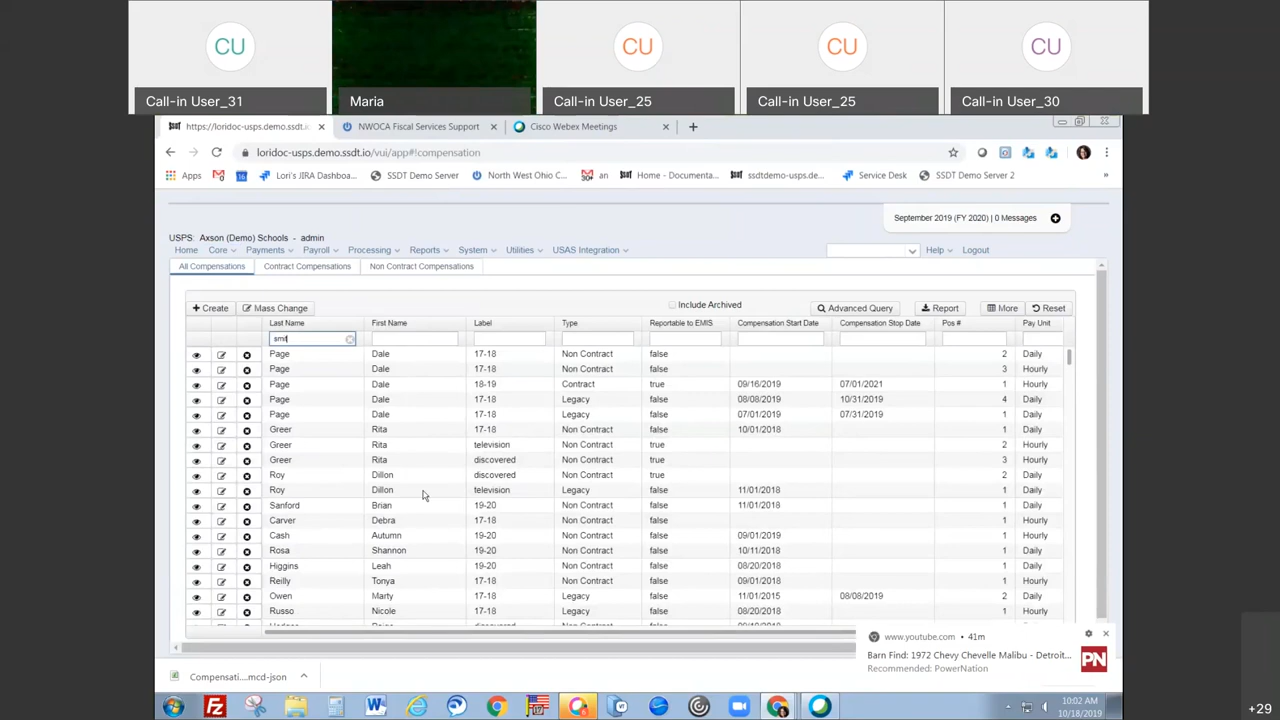 CU CU CU CU
Call-in User_31 Maria Call-in User_25 Call-in User_25 Call-in User_30
https://loridoc-usps.demo.ssdt.i NWOCA Fiscal Services Support Cisco Webex Meetings
loridoc-usps.demo.ssdt.io/vui/app#!compensation
Apps Lori's JIRA Dashboa... SSDT Demo Server North West Ohio C... 30+ an Home - Documenta... ssdtdemo-usps.de... Service Desk SSDT Demo Server 2 »
September 2019 (FY 2020) | 0 Messages
USPS: Axson (Demo) Schools - admin
Home Core Payments Payroll Processing Reports System Utilities USAS Integration Help Logout
All Compensations Contract Compensations Non Contract Compensations
Create Mass Change Include Archived Advanced Query Report More Reset
Last Name First Name Label Type Reportable to EMIS Compensation Start Date Compensation Stop Date Pos # Pay Unit
smit
Page Dale 17-18 Non Contract false 2 Daily
Page Dale 17-18 Non Contract false 3 Hourly
Page Dale 18-19 Contract true 09/16/2019 07/01/2021 1 Hourly
Page Dale 17-18 Legacy false 08/08/2019 10/31/2019 4 Daily
Page Dale 17-18 Legacy false 07/01/2019 07/31/2019 1 Daily
Greer Rita 17-18 Non Contract false 10/01/2018 1 Daily
Greer Rita television Non Contract true 2 Hourly
Greer Rita discovered Non Contract true 3 Hourly
Roy Dillon discovered Non Contract true 2 Daily
Roy Dillon television Legacy false 11/01/2018 1 Daily
Sanford Brian 19-20 Non Contract false 11/01/2018 1 Daily
Carver Debra 17-18 Non Contract false 1 Hourly
Cash Autumn 19-20 Non Contract false 09/01/2019 1 Hourly
Rosa Shannon 19-20 Non Contract false 10/11/2018 1 Daily
Higgins Leah 19-20 Non Contract false 08/20/2018 1 Daily
Reilly Tonya 17-18 Non Contract false 09/01/2018 1 Hourly
Owen Marty 17-18 Legacy false 11/01/2015 08/08/2019 2 Daily
Russo Nicole 17-18 Legacy false 08/20/2018 1 Hourly
www.youtube.com • 41m
Barn Find: 1972 Chevy Chevelle Malibu - Detroit...
Recommended: PowerNation
PN
Compensati....mcd-json
10:02 AM
10/18/2019
+29